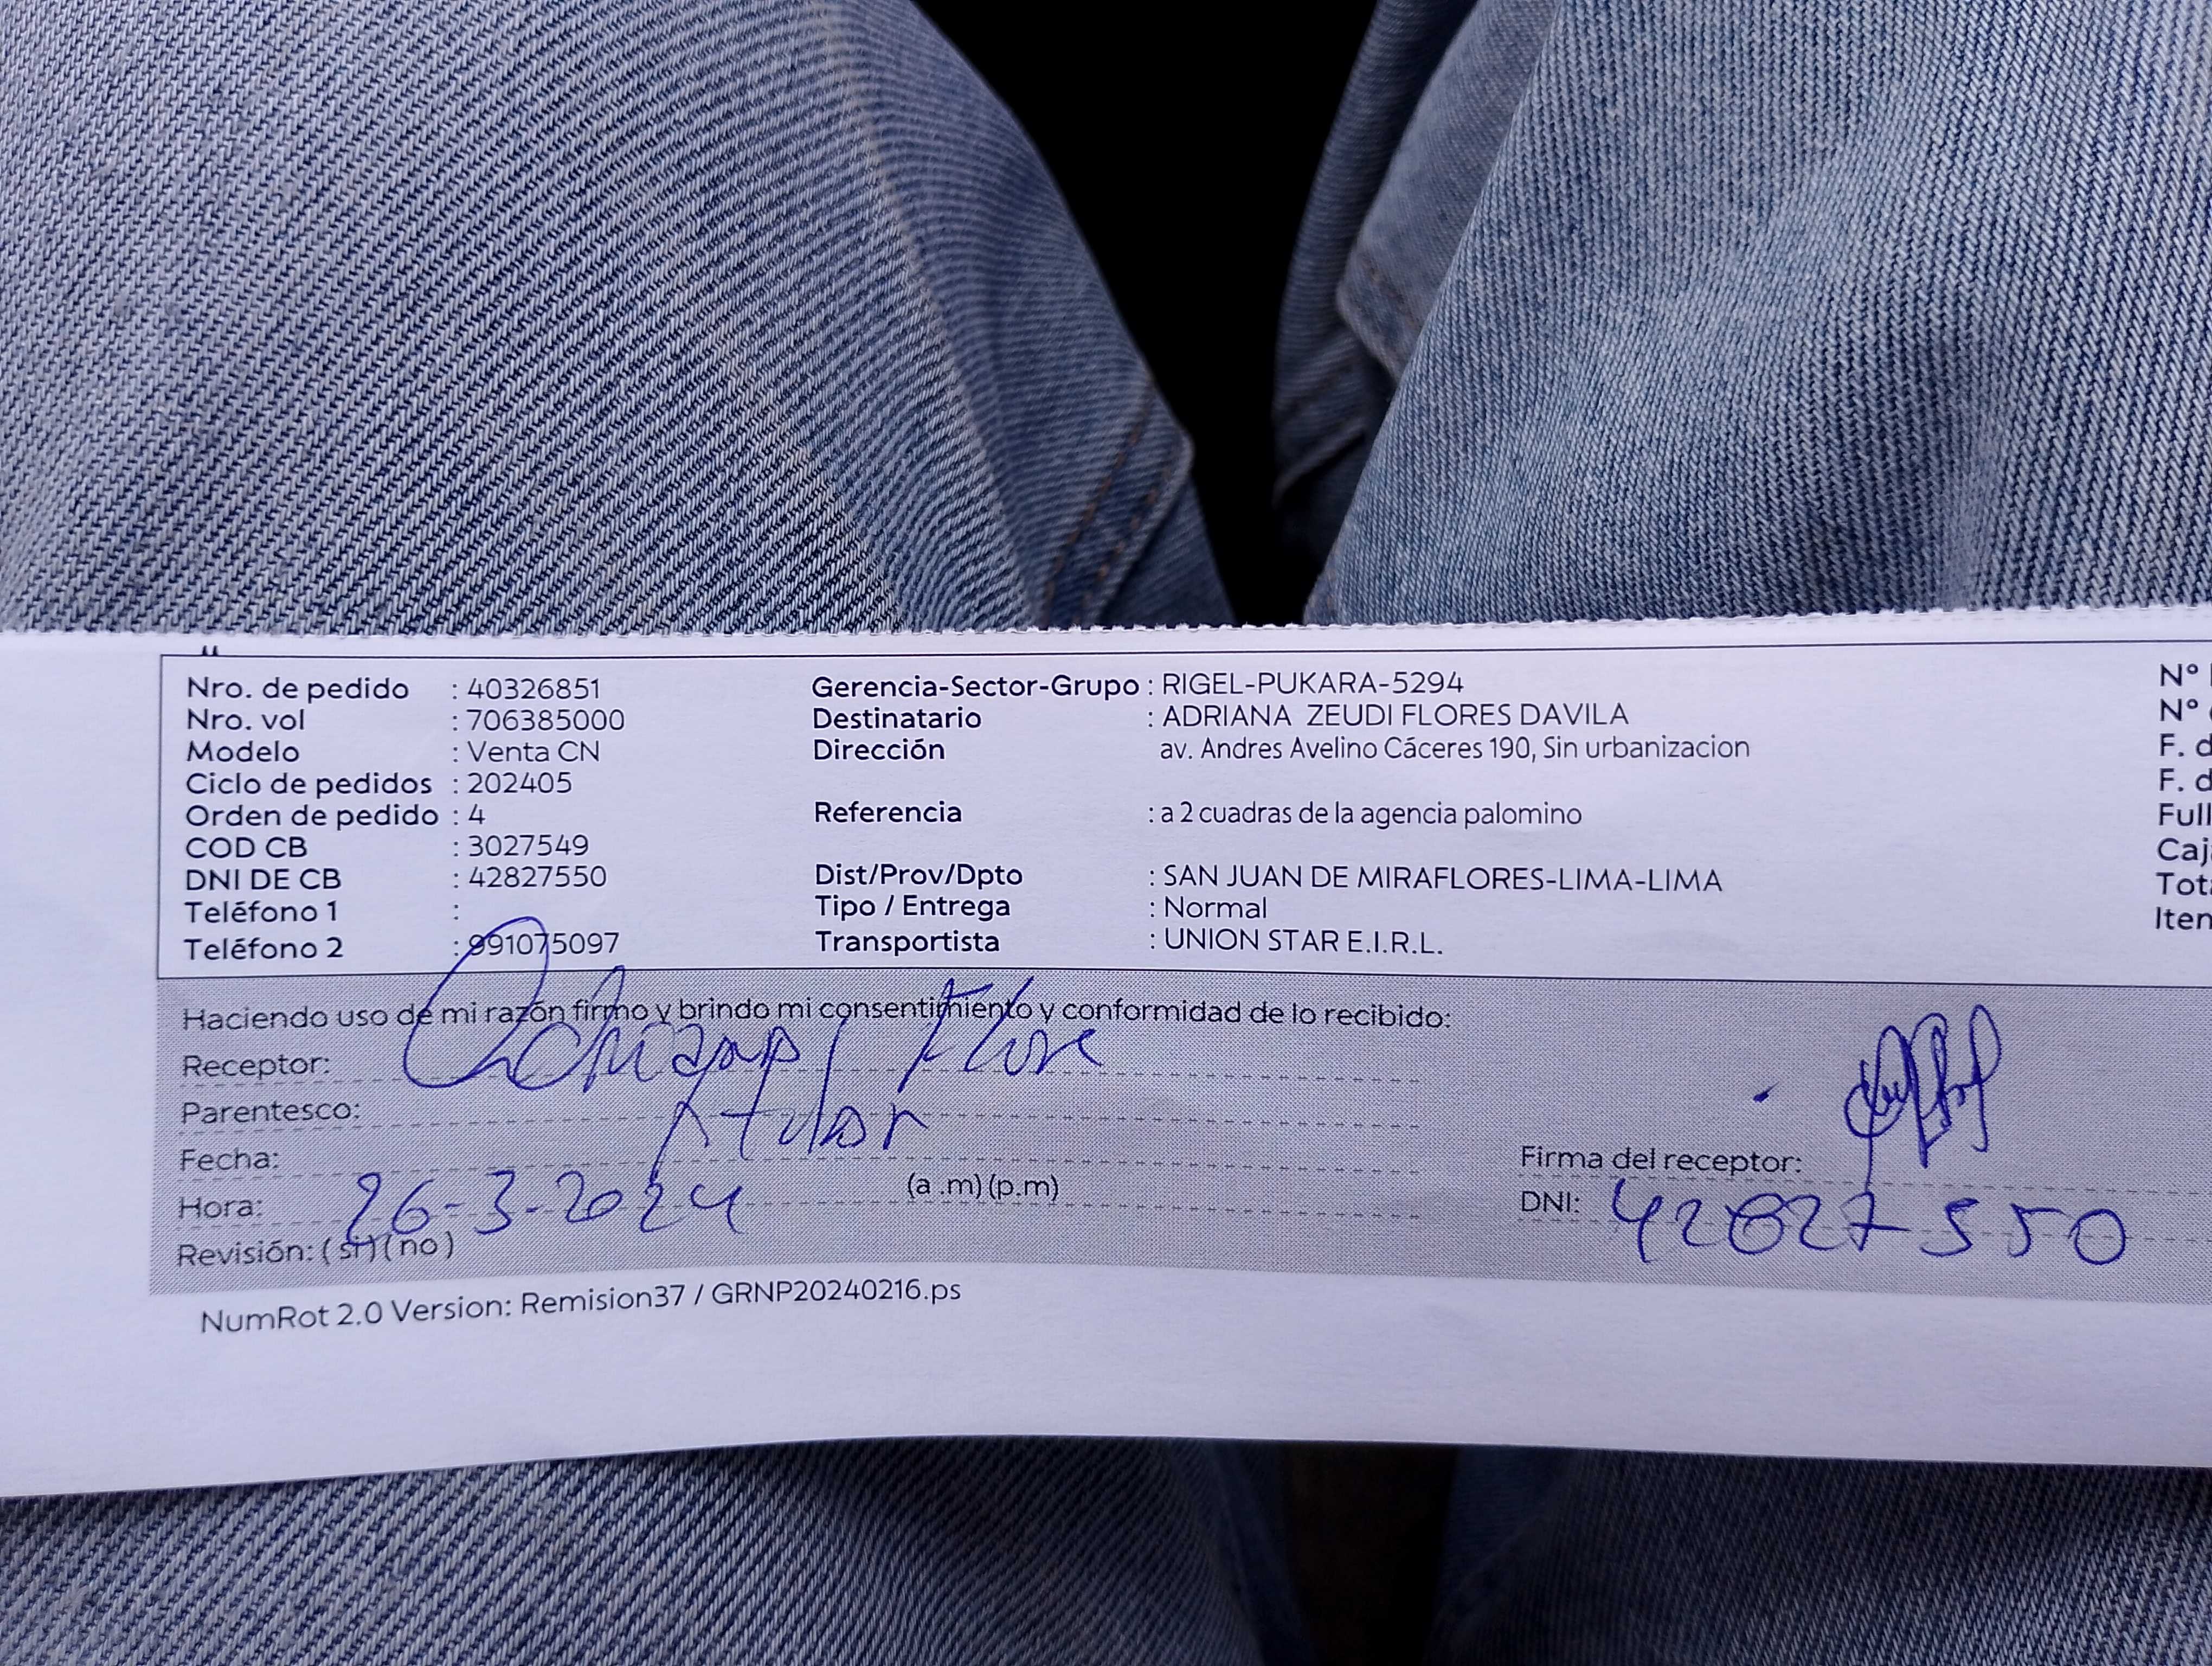 Nro. de pedido : 40326851
Nro. vol : 706385000
Modelo : Venta CN
Ciclo de pedidos : 202405
Orden de pedido : 4
COD CB : 3027549
DNI DE CB : 42827550
Teléfono 1 :
Teléfono 2 : 991075097
Gerencia-Sector-Grupo : RIGEL-PUKARA-5294
Destinatario : ADRIANA ZEUDI FLORES DAVILA
Dirección av. Andres Avelino Cáceres 190, Sin urbanizacion
Referencia : a 2 cuadras de la agencia palomino
Dist/Prov/Dpto : SAN JUAN DE MIRAFLORES-LIMA-LIMA
Tipo / Entrega : Normal
Transportista : UNION STAR E.I.R.L.
N°
N°
F. d
F. d
Full
Caj
Tot
Iten
Haciendo uso de mi razón firmo y brindo mi consentimiento y conformidad de lo recibido:
Receptor: Flore
Parentesco:
Fecha:
Hora: 26-3-2024 (a .m) (p.m)
Revisión: ( si ) ( no )
Firma del receptor:
DNI: 42827550
NumRot 2.0 Version: Remision37 / GRNP20240216.ps